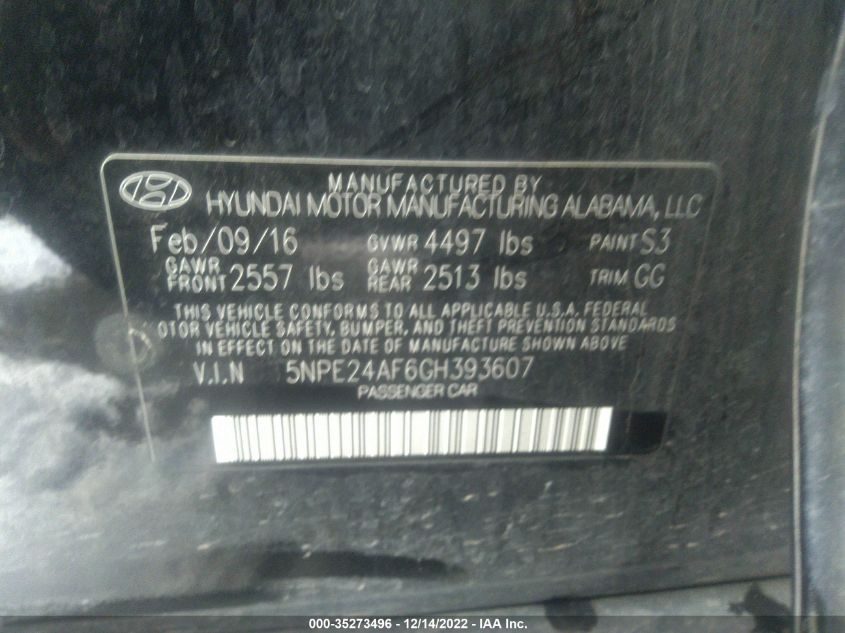 MANUFACTURED BY
HYUNDAI MOTOR MANUFACTURING ALABAMA, LLC
Feb/09/16 GVWR 4497 lbs PAINT S3
GAWR FRONT 2557 lbs GAWR REAR 2513 lbs TRIM GG
THIS VEHICLE CONFORMS TO ALL APPLICABLE U.S.A. FEDERAL
OTOR VEHICLE SAFETY, BUMPER, AND THEFT PREVENTION STANDARDS
IN EFFECT ON THE DATE OF MANUFACTURE SHOWN ABOVE
V.I.N 5NPE24AF6GH393607
PASSENGER CAR
000-35273496 - 12/14/2022 - IAA Inc.